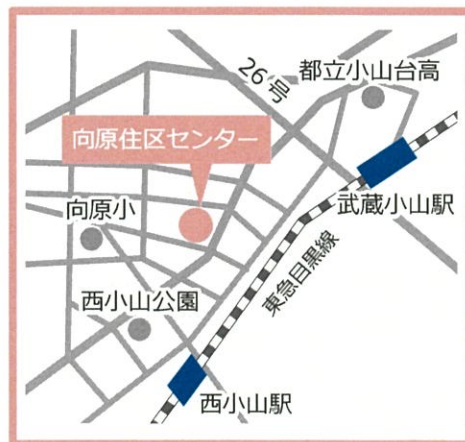 都立小山台高
26号
向原住区センター
武蔵小山駅
向原小
東急目黒線
西小山公園
西小山駅